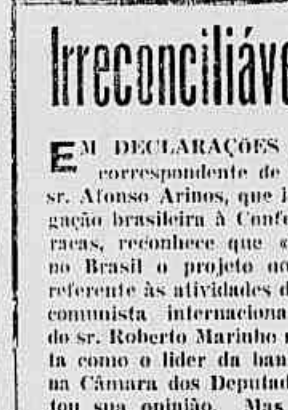 Irreconciliáve
EM DECLARAÇÕES
correspondente de
sr. Afonso Arinos, que
gação brasileira à Confe
racas, reconhece que «
no Brasil o projeto
referente às atividades d
comunista internaciona
do sr. Roberto Marinho
ta como o líder da ban
na Câmara dos Deputad
tou sua opinião. Mas